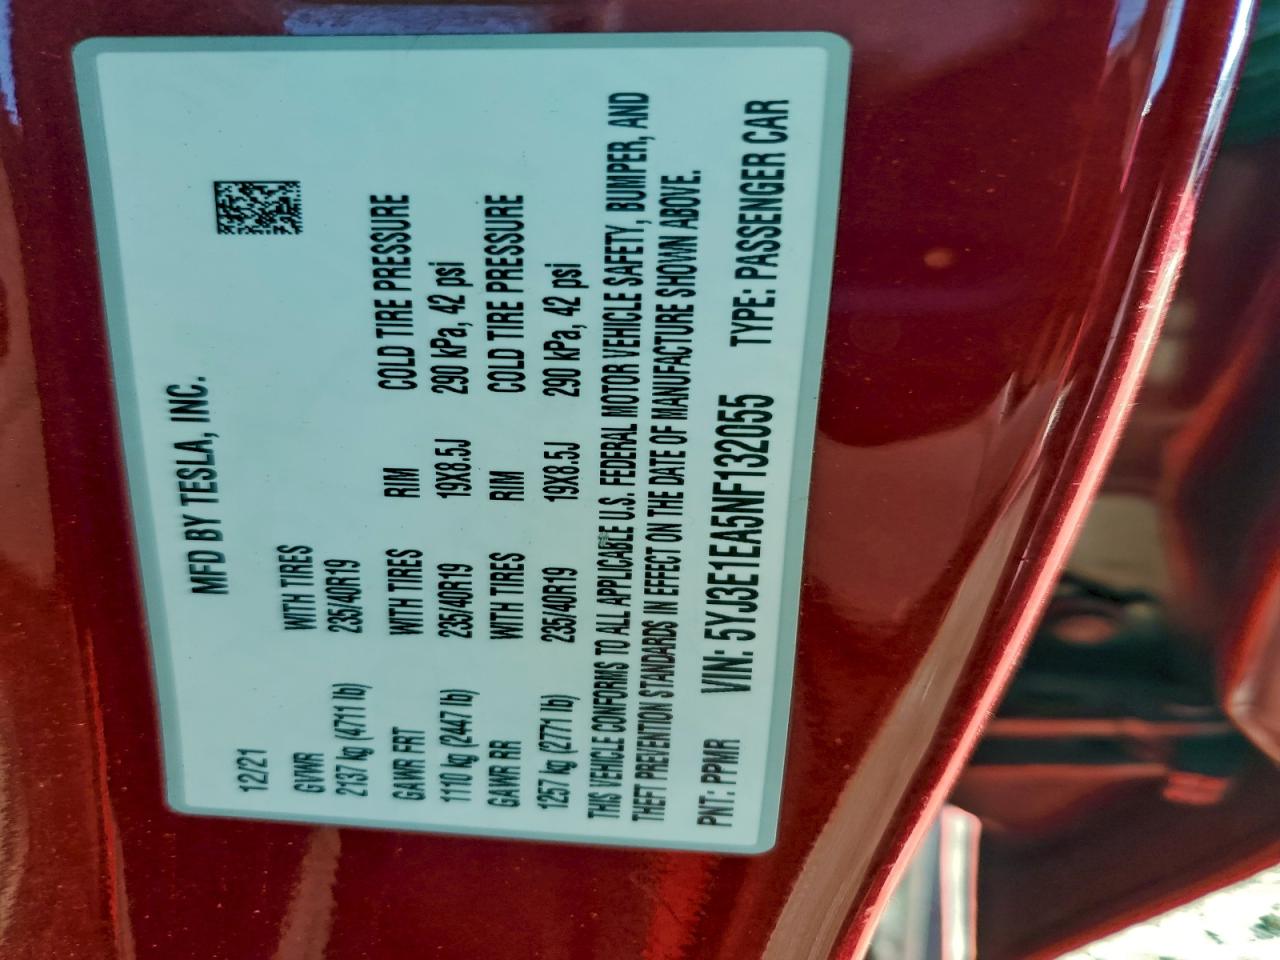 MFD BY TESLA, INC.
12/21
GVWR WITH TIRES
2137 kg (4711 lb) 235/40R19
GAWR FRT WITH TIRES RIM COLD TIRE PRESSURE
1110 kg (2447 lb) 235/40R19 19X8.5J 290 kPa, 42 psi
GAWR RR WITH TIRES RIM COLD TIRE PRESSURE
1257 kg (2771 lb) 235/40R19 19X8.5J 290 kPa, 42 psi
THIS VEHICLE CONFORMS TO ALL APPLICABLE U.S. FEDERAL MOTOR VEHICLE SAFETY, BUMPER, AND
THEFT PREVENTION STANDARDS IN EFFECT ON THE DATE OF MANUFACTURE SHOWN ABOVE.
PNT: PPMR VIN: 5YJ3E1EA5NF132055 TYPE: PASSENGER CAR